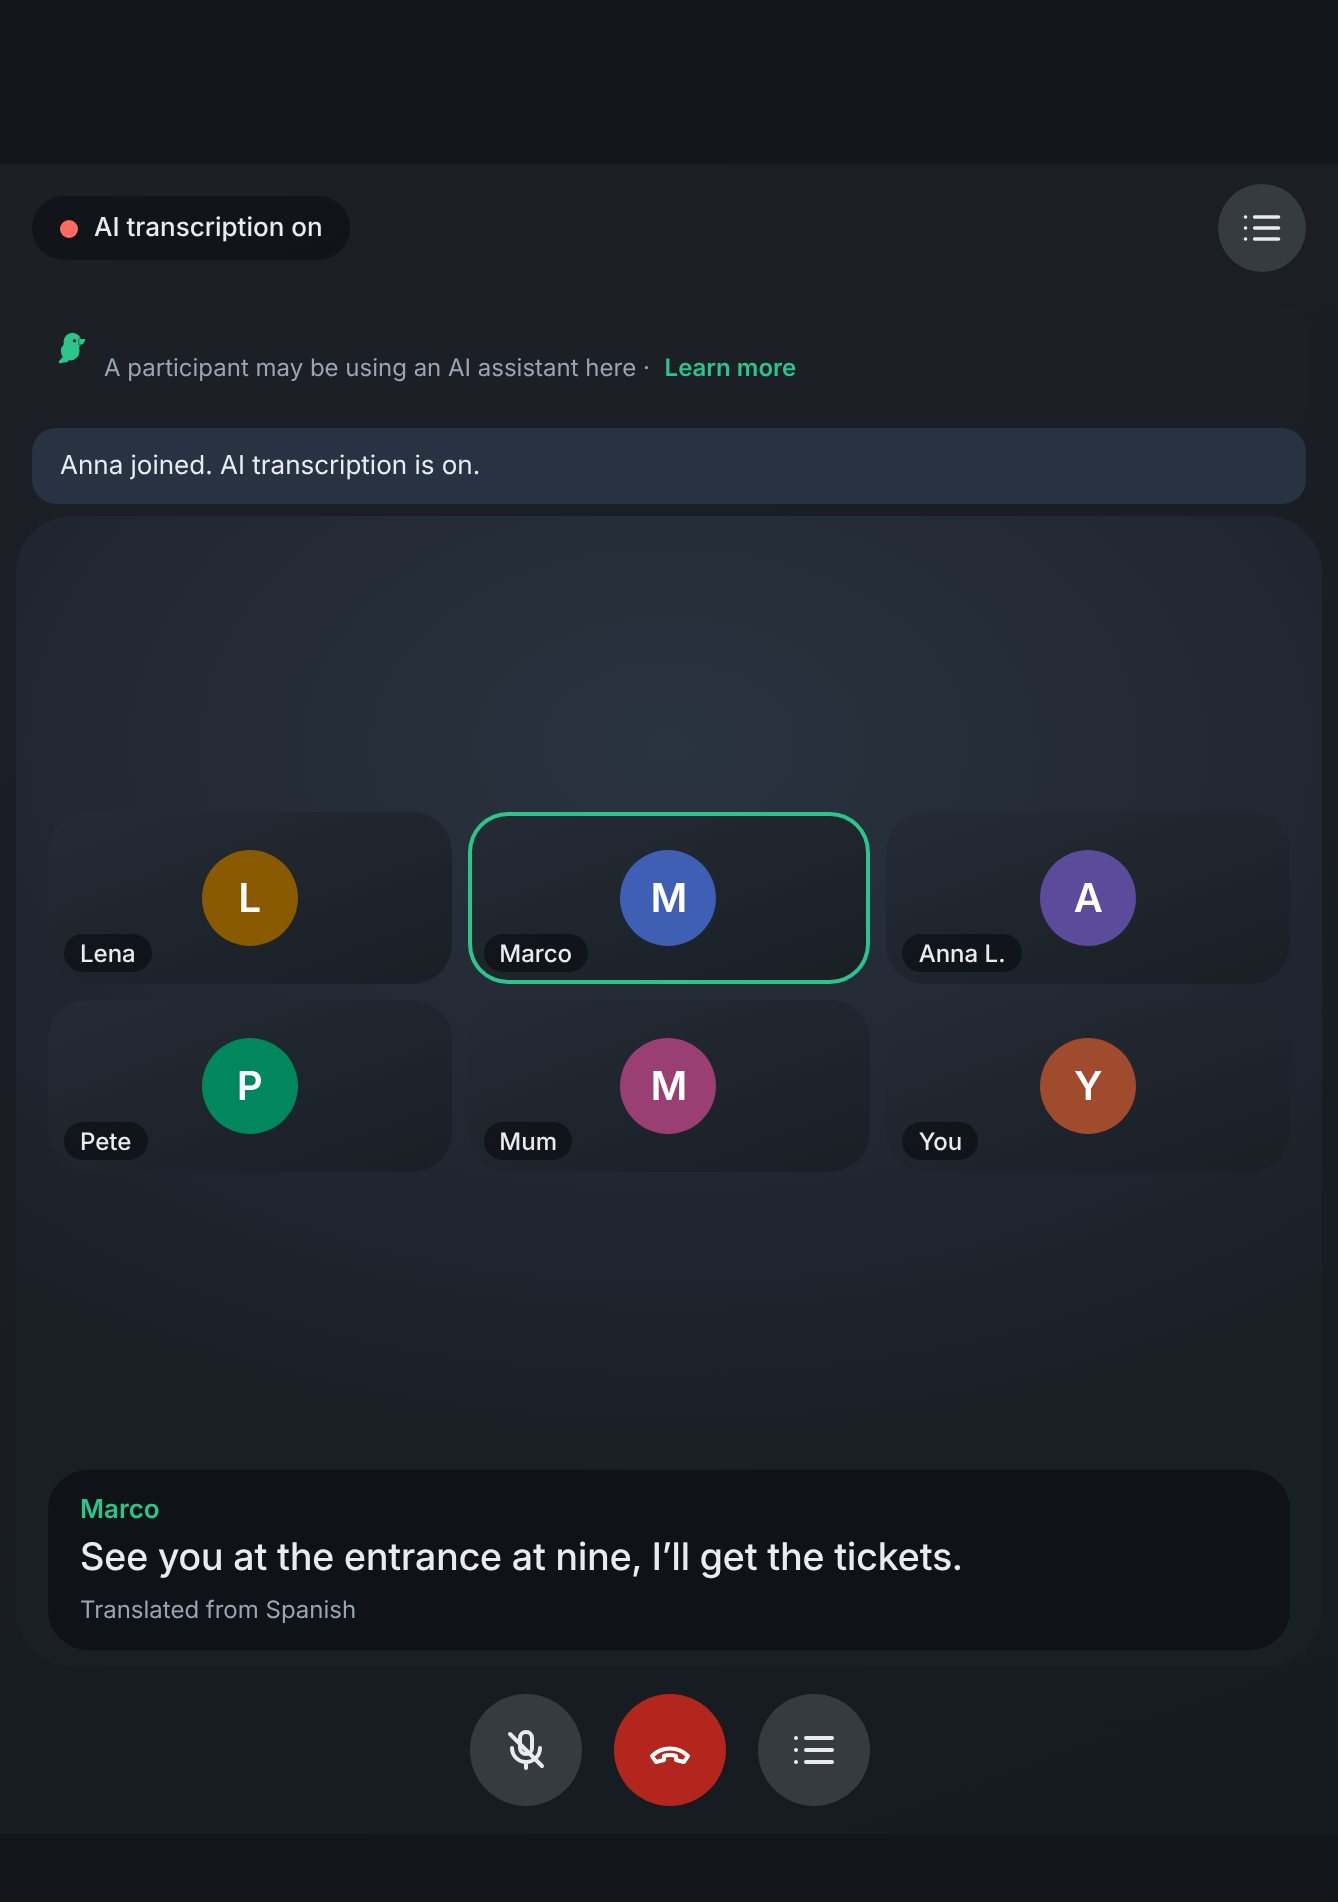 AI transcription on
A participant may be using an AI assistant here · Learn more
Anna joined. AI transcription is on.
L
Lena
M
Marco
A
Anna L.
P
Pete
M
Mum
Y
You
Marco
See you at the entrance at nine, I’ll get the tickets.
Translated from Spanish